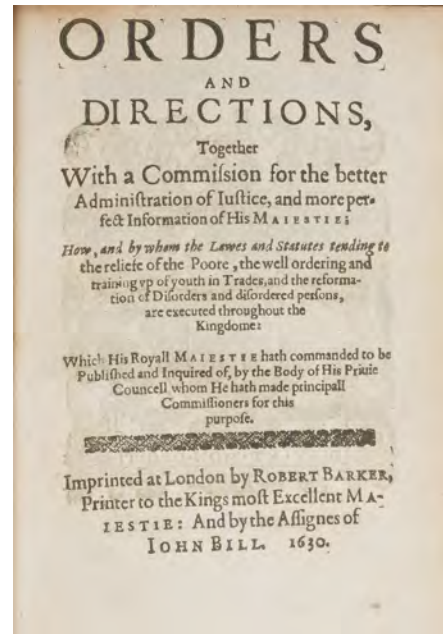 ORDERS
AND
DIRECTIONS,
Together
With a Commiſsion for the better
Adminiſtration of Iuſtice, and more per-
fect Information of His MAIESTIE;
How, and by whom the Lawes and Statutes tending to
the reliefe of the Poore, the well ordering and
training vp of youth in Trades, and the reforma-
tion of Diſorders and diſordered perſons,
are executed throughout the
Kingdome:
Which His Royall MAIESTIE hath commanded to be
Publiſhed and Inquired of, by the Body of His Priuie
Councell, whom He hath made principall
Commiſſioners for this
purpoſe.
Imprinted at London by ROBERT BARKER,
Printer to the Kings moſt Excellent MA-
IESTIE: And by the Aſſignes of
IOHN BILL. 1630.